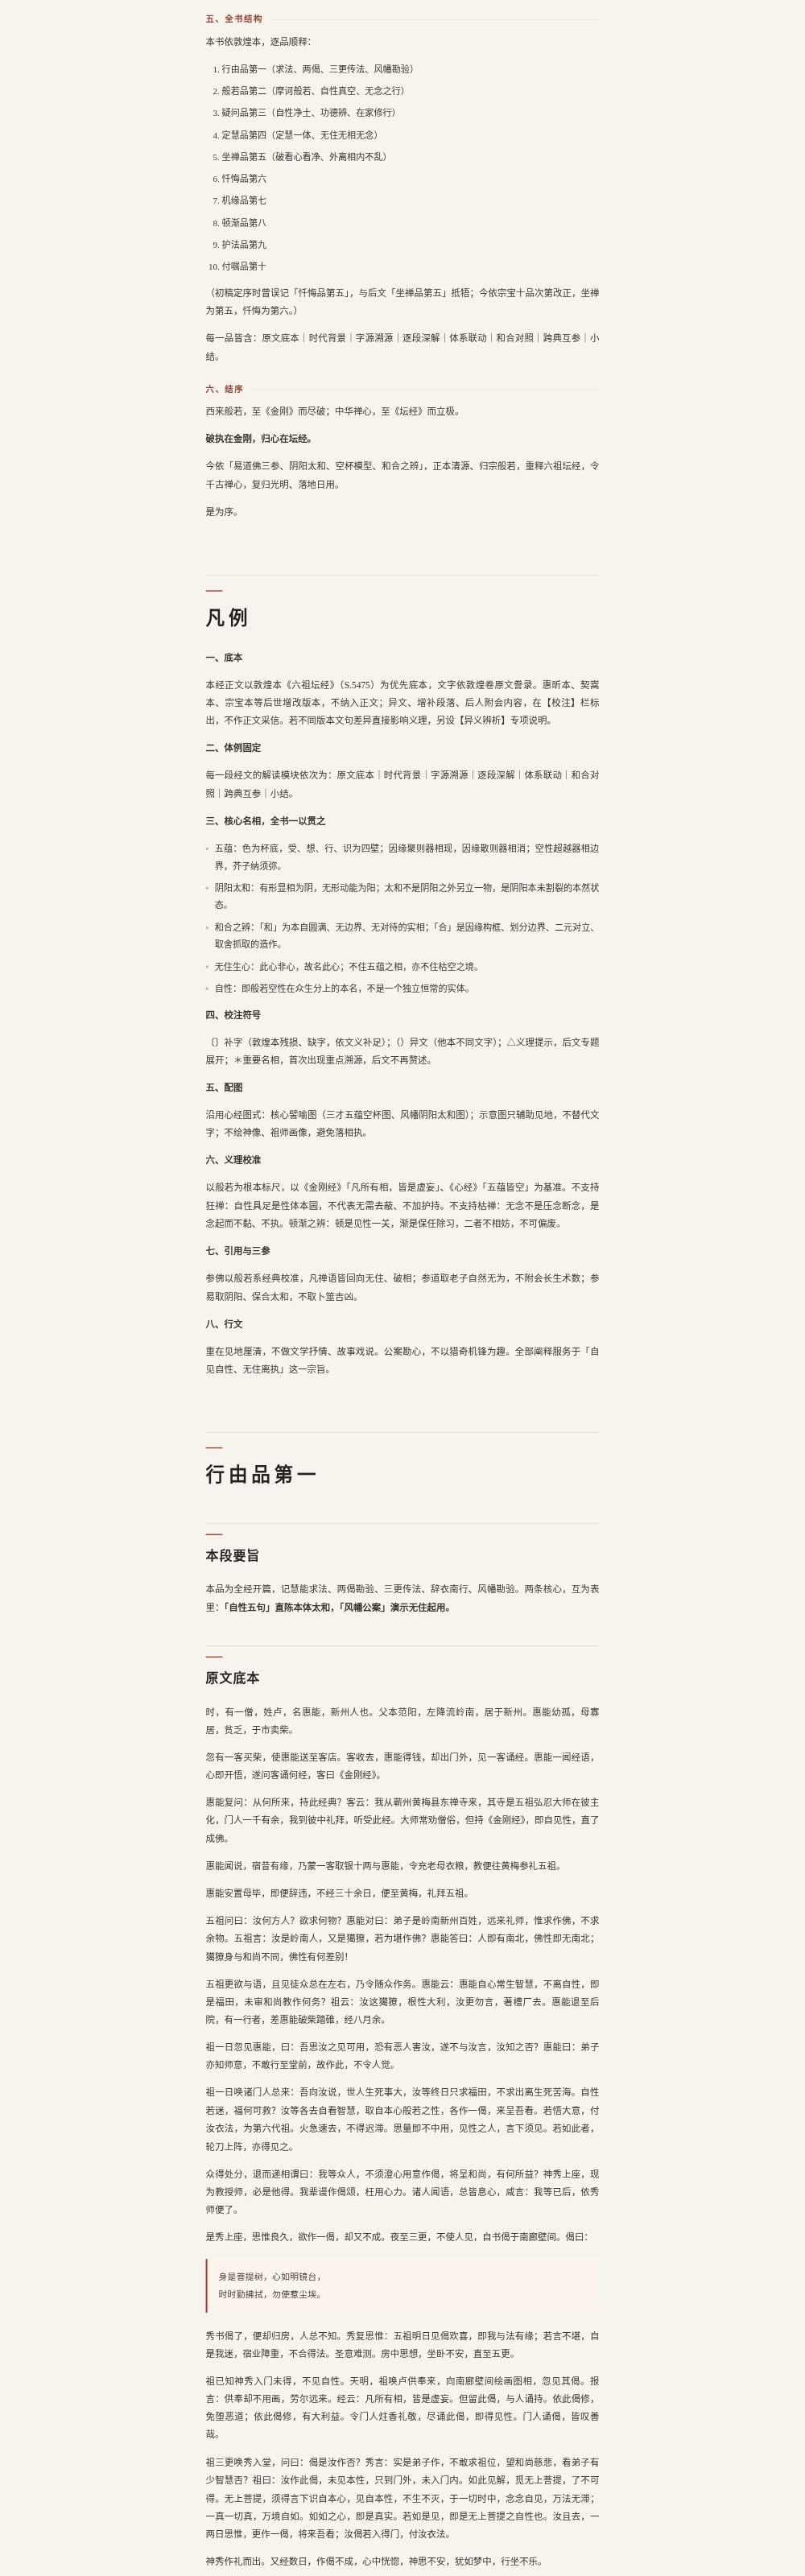 五、全书结构
本书依敦煌本，逐品顺释：
1. 行由品第一（求法、两偈、三更传法、风幡勘验）
2. 般若品第二（摩诃般若、自性真空、无念之行）
3. 疑问品第三（自性净土、功德辨、在家修行）
4. 定慧品第四（定慧一体、无住无相无念）
5. 坐禅品第五（破看心看净、外离相内不乱）
6. 忏悔品第六
7. 机缘品第七
8. 顿渐品第八
9. 护法品第九
10. 付嘱品第十
（初稿定序时曾误记「忏悔品第五」，与后文「坐禅品第五」抵牾；今依宗宝十品次第改正，坐禅
为第五，忏悔为第六。）
每一品皆含：原文底本｜时代背景｜字源溯源｜逐段深解｜体系联动｜和合对照｜跨典互参｜小
结。
六、结序
西来般若，至《金刚》而尽破；中华禅心，至《坛经》而立极。
破执在金刚，归心在坛经。
今依「易道佛三参、阴阳太和、空杯模型、和合之辨」，正本清源、归宗般若，重释六祖坛经，令
千古禅心，复归光明、落地日用。
是为序。
凡例
一、底本
本经正文以敦煌本《六祖坛经》（S.5475）为优先底本，文字依敦煌卷原文誊录。惠昕本、契嵩
本、宗宝本等后世增改版本，不纳入正文；异文、增补段落、后人附会内容，在【校注】栏标
出，不作正文采信。若不同版本文句差异直接影响义理，另设【异义辨析】专项说明。
二、体例固定
每一段经文的解读模块依次为：原文底本｜时代背景｜字源溯源｜逐段深解｜体系联动｜和合对
照｜跨典互参｜小结。
三、核心名相，全书一以贯之
五蕴：色为杯底，受、想、行、识为四壁；因缘聚则器相现，因缘散则器相消；空性超越器相边
界，芥子纳须弥。
阴阳太和：有形显相为阴，无形动能为阳；太和不是阴阳之外另立一物，是阴阳本未割裂的本然状
态。
和合之辨：「和」为本自圆满、无边界、无对待的实相；「合」是因缘构框、划分边界、二元对立、
取舍抓取的造作。
无住生心：此心非心，故名此心；不住五蕴之相，亦不住枯空之境。
自性：即般若空性在众生分上的本名，不是一个独立恒常的实体。
四、校注符号
〔〕补字（敦煌本残损、缺字，依文义补足）；（）异文（他本不同文字）；△义理提示，后文专题
展开；＊重要名相，首次出现重点溯源，后文不再赘述。
五、配图
沿用心经图式：核心譬喻图（三才五蕴空杯图、风幡阴阳太和图）；示意图只辅助见地，不替代文
字；不绘神像、祖师画像，避免落相执。
六、义理校准
以般若为根本标尺，以《金刚经》「凡所有相，皆是虚妄」、《心经》「五蕴皆空」为基准。不支持
狂禅：自性具足是性体本圆，不代表无需去蔽、不加护持。不支持枯禅：无念不是压念断念，是
念起而不黏、不执。顿渐之辨：顿是见性一关，渐是保任除习，二者不相妨，不可偏废。
七、引用与三参
参佛以般若系经典校准，凡禅语皆回向无住、破相；参道取老子自然无为，不附会长生术数；参
易取阴阳、保合太和，不取卜筮吉凶。
八、行文
重在见地厘清，不做文学抒情、故事戏说。公案勘心，不以猎奇机锋为趣。全部阐释服务于「自
见自性、无住离执」这一宗旨。
行由品第一
本段要旨
本品为全经开篇，记慧能求法、两偈勘验、三更传法、辞衣南行、风幡勘验。两条核心，互为表
里：「自性五句」直陈本体太和，「风幡公案」演示无住起用。
原文底本
时，有一僧，姓卢，名惠能，新州人也。父本范阳，左降流岭南，居于新州。惠能幼孤，母寡
居，贫乏，于市卖柴。
忽有一客买柴，使惠能送至客店。客收去，惠能得钱，却出门外，见一客诵经。惠能一闻经语，
心即开悟，遂问客诵何经，客曰《金刚经》。
惠能复问：从何所来，持此经典？客云：我从蕲州黄梅县东禅寺来，其寺是五祖弘忍大师在彼主
化，门人一千有余，我到彼中礼拜，听受此经。大师常劝僧俗，但持《金刚经》，即自见性，直了
成佛。
惠能闻说，宿昔有缘，乃蒙一客取银十两与惠能，令充老母衣粮，教便往黄梅参礼五祖。
惠能安置母毕，即便辞违，不经三十余日，便至黄梅，礼拜五祖。
五祖问曰：汝何方人？欲求何物？惠能对曰：弟子是岭南新州百姓，远来礼师，惟求作佛，不求
余物。五祖言：汝是岭南人，又是獦獠，若为堪作佛？惠能答曰：人即有南北，佛性即无南北；
獦獠身与和尚不同，佛性有何差别！
五祖更欲与语，且见徒众总在左右，乃令随众作务。惠能云：惠能自心常生智慧，不离自性，即
是福田，未审和尚教作何务？祖云：汝这獦獠，根性大利，汝更勿言，著槽厂去。惠能退至后
院，有一行者，差惠能破柴踏碓，经八月余。
祖一日忽见惠能，曰：吾思汝之见可用，恐有恶人害汝，遂不与汝言，汝知之否？惠能曰：弟子
亦知师意，不敢行至堂前，故作此，不令人觉。
祖一日唤诸门人总来：吾向汝说，世人生死事大，汝等终日只求福田，不求出离生死苦海。自性
若迷，福何可救？汝等各去自看智慧，取自本心般若之性，各作一偈，来呈吾看。若悟大意，付
汝衣法，为第六代祖。火急速去，不得迟滞。思量即不中用，见性之人，言下须见。若如此者，
轮刀上阵，亦得见之。
众得处分，退而递相谓曰：我等众人，不须澄心用意作偈，将呈和尚，有何所益？神秀上座，现
为教授师，必是他得。我辈谩作偈颂，枉用心力。诸人闻语，总皆息心，咸言：我等已后，依秀
师便了。
是秀上座，思惟良久，欲作一偈，却又不成。夜至三更，不使人见，自书偈于南廊壁间。偈曰：
身是菩提树，心如明镜台，
时时勤拂拭，勿使惹尘埃。
秀书偈了，便却归房，人总不知。秀复思惟：五祖明日见偈欢喜，即我与法有缘；若言不堪，自
是我迷，宿业障重，不合得法。圣意难测。房中思想，坐卧不安，直至五更。
祖已知神秀入门未得，不见自性。天明，祖唤卢供奉来，向南廊壁间绘画图相，忽见其偈。报
言：供奉却不用画，劳尔远来。经云：凡所有相，皆是虚妄。但留此偈，与人诵持。依此偈修，
免堕恶道；依此偈修，有大利益。令门人炷香礼敬，尽诵此偈，即得见性。门人诵偈，皆叹善
哉。
祖三更唤秀入堂，问曰：偈是汝作否？秀言：实是弟子作，不敢求祖位，望和尚慈悲，看弟子有
少智慧否？祖曰：汝作此偈，未见本性，只到门外，未入门内。如此见解，觅无上菩提，了不可
得。无上菩提，须得言下识自本心，见自本性，不生不灭，于一切时中，念念自见，万法无滞；
一真一切真，万境自如。如如之心，即是真实。若如是见，即是无上菩提之自性也。汝且去，一
两日思惟，更作一偈，将来吾看；汝偈若入得门，付汝衣法。
神秀作礼而出。又经数日，作偈不成，心中恍惚，神思不安，犹如梦中，行坐不乐。